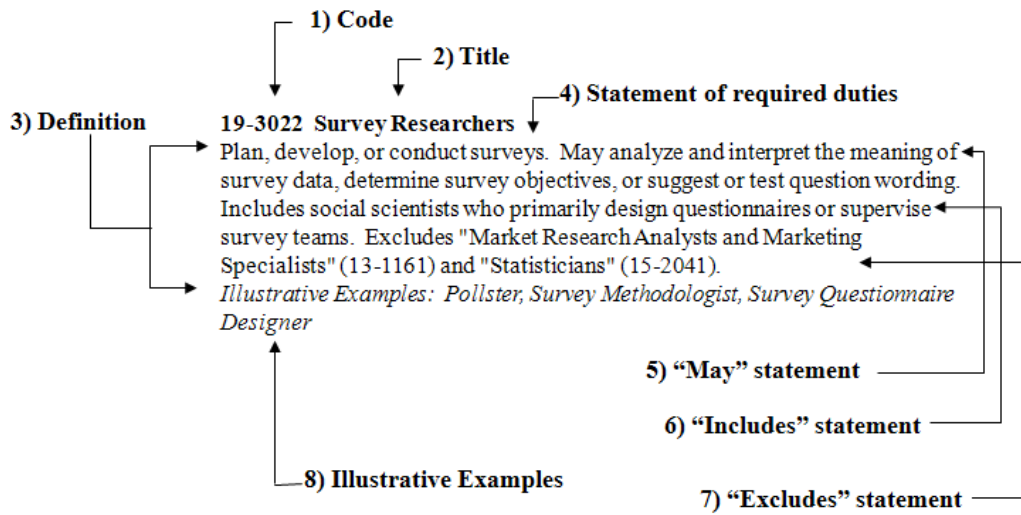 1) Code
2) Title
4) Statement of required duties
3) Definition
19-3022 Survey Researchers
Plan, develop, or conduct surveys. May analyze and interpret the meaning of
survey data, determine survey objectives, or suggest or test question wording.
Includes social scientists who primarily design questionnaires or supervise
survey teams. Excludes "Market Research Analysts and Marketing
Specialists" (13-1161) and "Statisticians" (15-2041).
Illustrative Examples: Pollster, Survey Methodologist, Survey Questionnaire
Designer
5) “May” statement
6) “Includes” statement
8) Illustrative Examples
7) “Excludes” statement